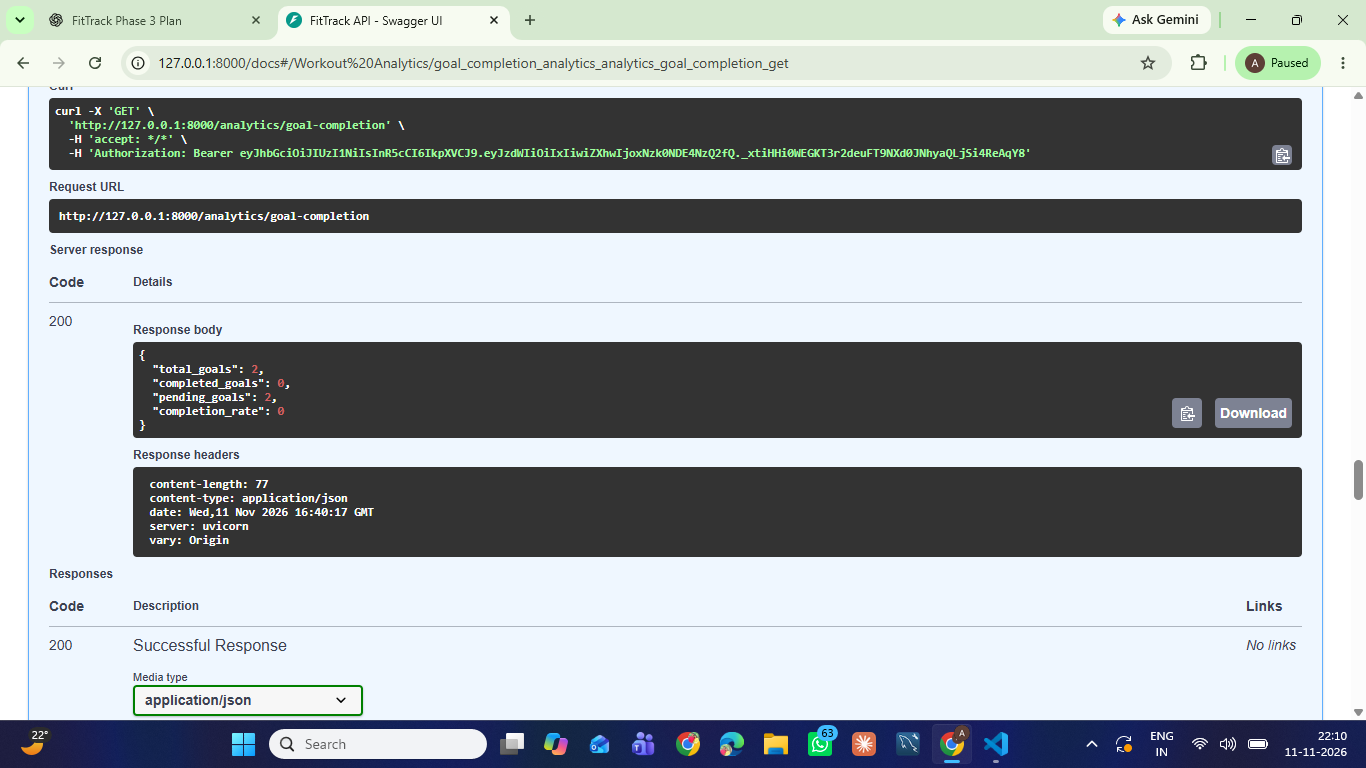 FitTrack Phase 3 Plan
FitTrack API - Swagger UI
Ask Gemini
127.0.0.1:8000/docs#/Workout%20Analytics/goal_completion_analytics_analytics_goal_completion_get
A Paused
Curl
curl -X 'GET' \
'http://127.0.0.1:8000/analytics/goal-completion' \
-H 'accept: */*' \
-H 'Authorization: Bearer eyJhbGciOiJIUzI1NiIsInR5cCI6IkpXVCJ9.eyJzdWIiOiIxIiwiZXhwIjoxNzk0NDE4NzQ2fQ._xtiHHi0WEGKT3r2deuFT9NXd0JNhyaQLjSi4ReAqY8'
Request URL
http://127.0.0.1:8000/analytics/goal-completion
Server response
Code Details
200
Response body
{
"total_goals": 2,
"completed_goals": 0,
"pending_goals": 2,
"completion_rate": 0
}
Download
Response headers
content-length: 77
content-type: application/json
date: Wed,11 Nov 2026 16:40:17 GMT
server: uvicorn
vary: Origin
Responses
Code Description Links
200 Successful Response No links
Media type
application/json
22°
Search
63
A
ENG
IN
22:10
11-11-2026